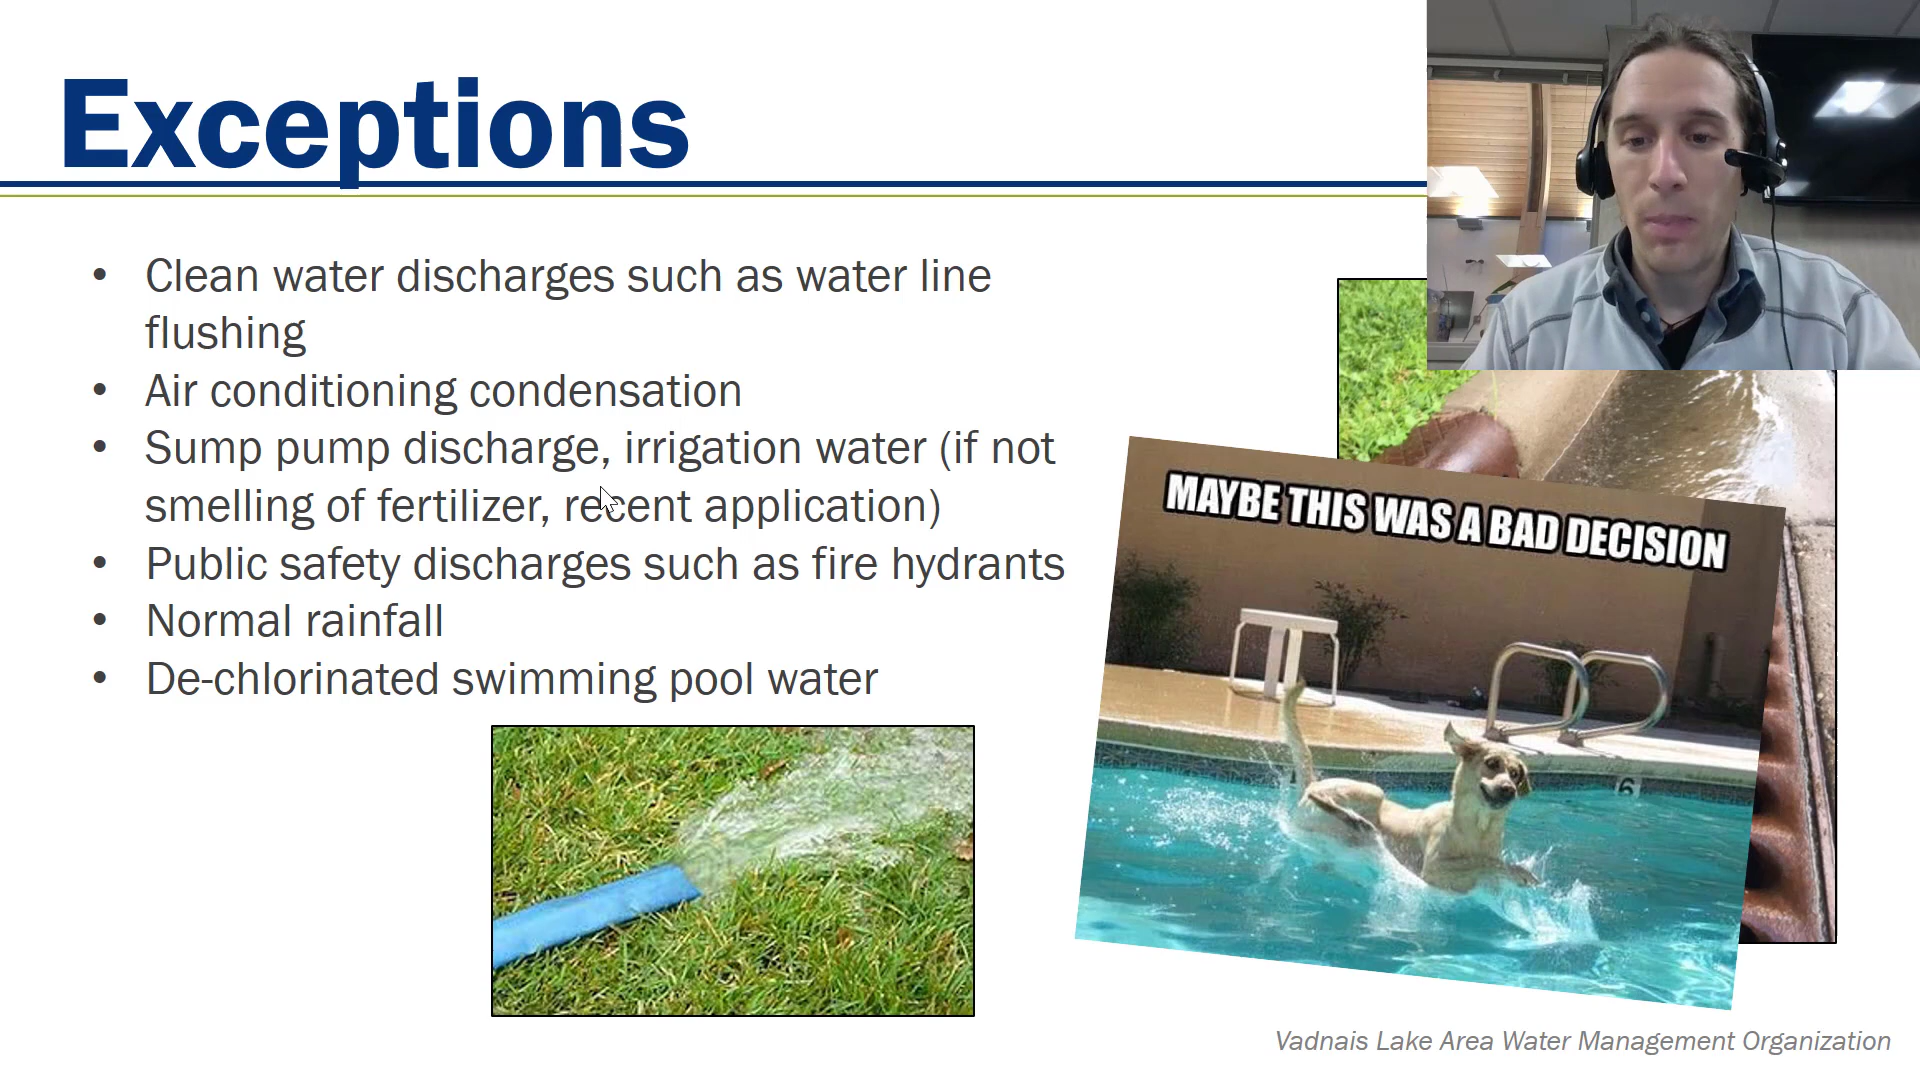 Exceptions
• Clean water discharges such as water line
flushing
• Air conditioning condensation
• Sump pump discharge, irrigation water (if not
smelling of fertilizer, recent application)
• Public safety discharges such as fire hydrants
• Normal rainfall
• De-chlorinated swimming pool water
MAYBE THIS WAS A BAD DECISION
6
Vadnais Lake Area Water Management Organization